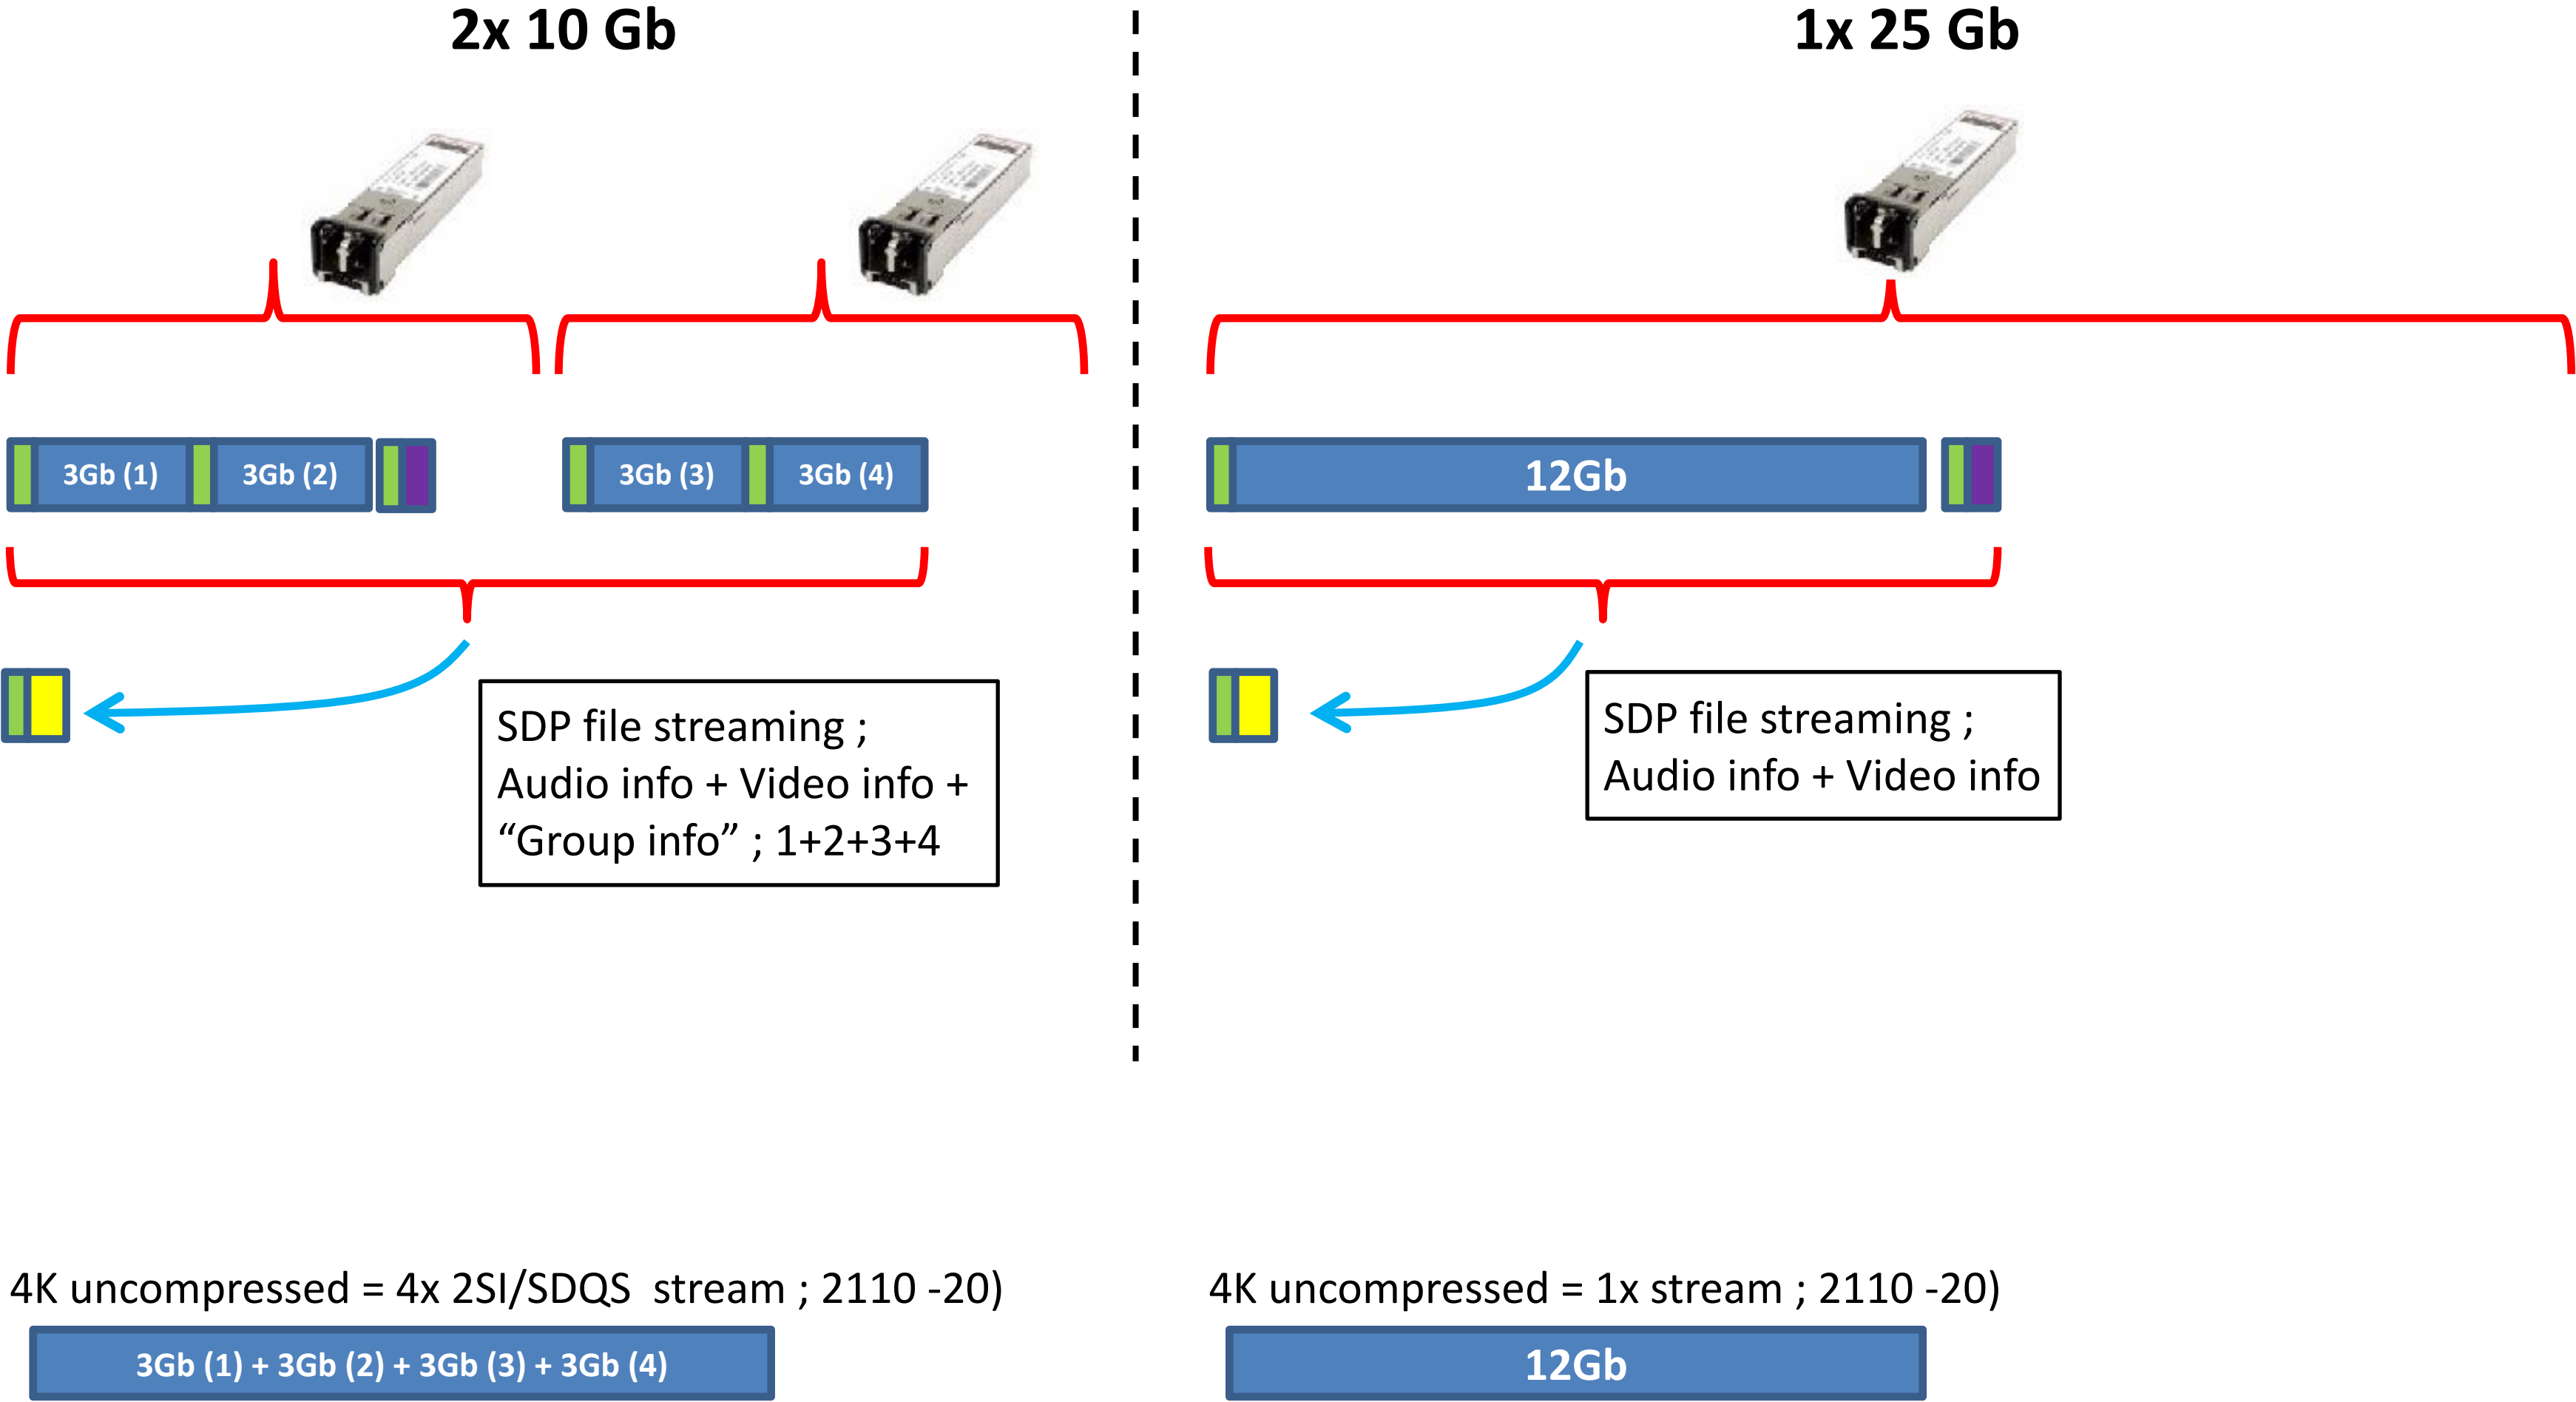 2x 10 Gb
1x 25 Gb
3Gb (1)
3Gb (2)
3Gb (3)
3Gb (4)
12Gb
SDP file streaming ;
Audio info + Video info +
“Group info” ; 1+2+3+4
SDP file streaming ;
Audio info + Video info
4K uncompressed = 4x 2SI/SDQS stream ; 2110 -20)
4K uncompressed = 1x stream ; 2110 -20)
3Gb (1) + 3Gb (2) + 3Gb (3) + 3Gb (4)
12Gb